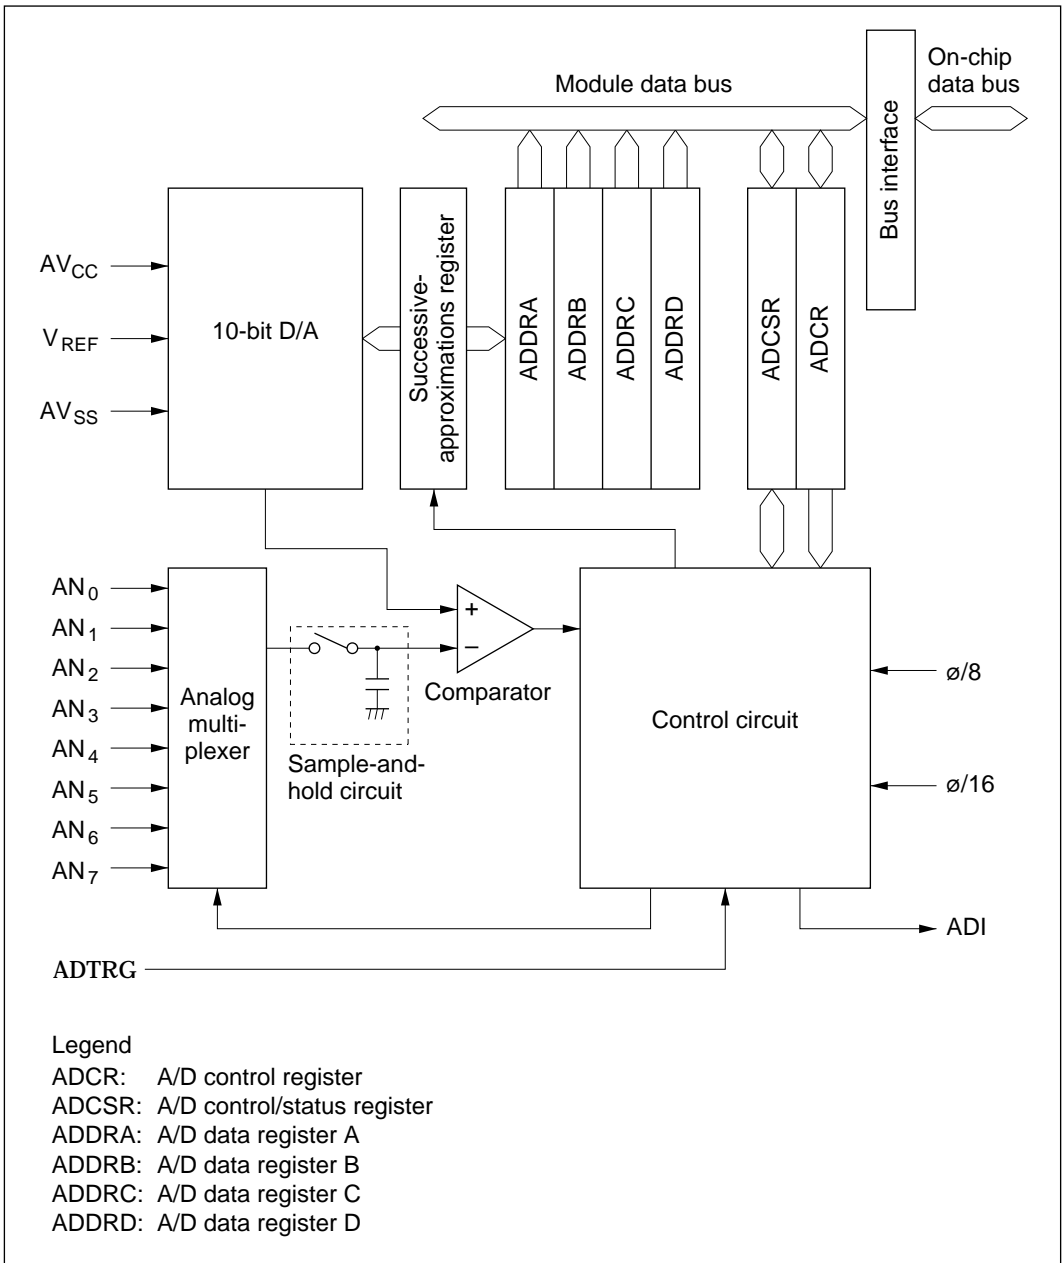 Module data bus
On-chip
data bus
Bus interface
AVCC
VREF
AVSS
10-bit D/A
Successive-
approximations register
ADDRA
ADDRB
ADDRC
ADDRD
ADCSR
ADCR
AN0
AN1
AN2
AN3
AN4
AN5
AN6
AN7
Analog
multi-
plexer
Sample-and-
hold circuit
+
−
Comparator
Control circuit
ø/8
ø/16
ADI
ADTRG
Legend
ADCR: A/D control register
ADCSR: A/D control/status register
ADDRA: A/D data register A
ADDRB: A/D data register B
ADDRC: A/D data register C
ADDRD: A/D data register D